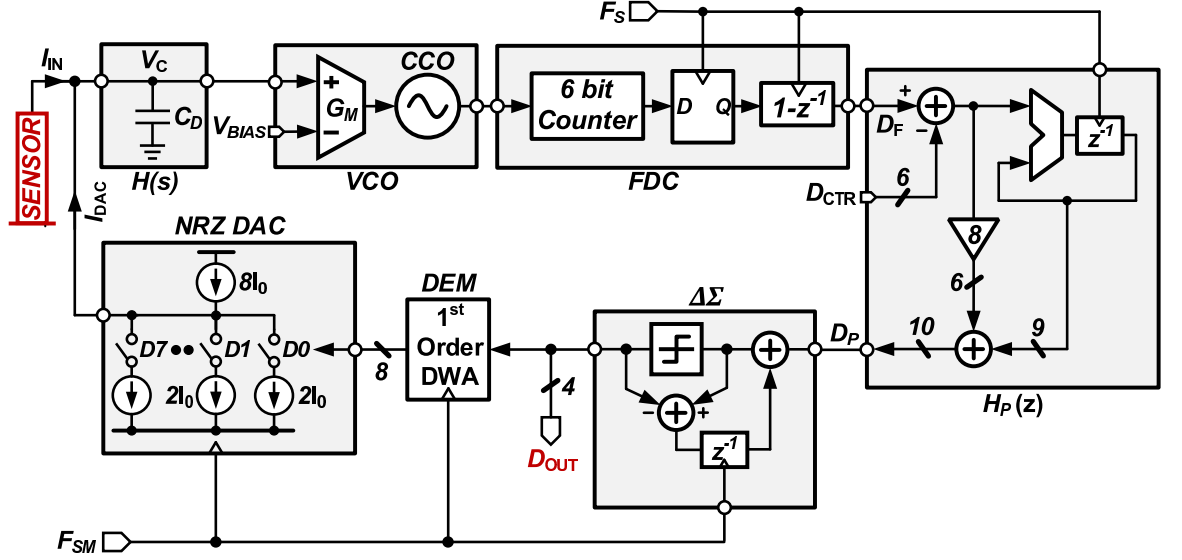 F_S
I_IN
V_C
C_D
H(s)
SENSOR
I_DAC
CCO
+
G_M
−
V_BIAS
VCO
6 bit
Counter
D
Q
1-z^-1
FDC
+
+
−
D_F
D_CTR
6
z^-1
8
6
+
10
9
H_P (z)
NRZ DAC
8I_0
D7
D1
D0
2I_0
2I_0
8
DEM
1^st
Order
DWA
4
D_OUT
ΔΣ
+
−
+
+
z^-1
D_P
F_SM